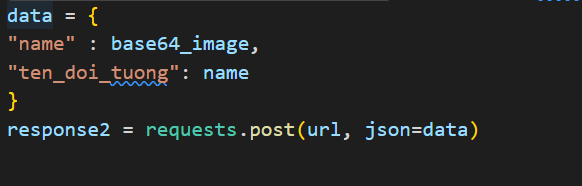 data = {
"name" : base64_image,
"ten_doi_tuong": name
}
response2 = requests.post(url, json=data)